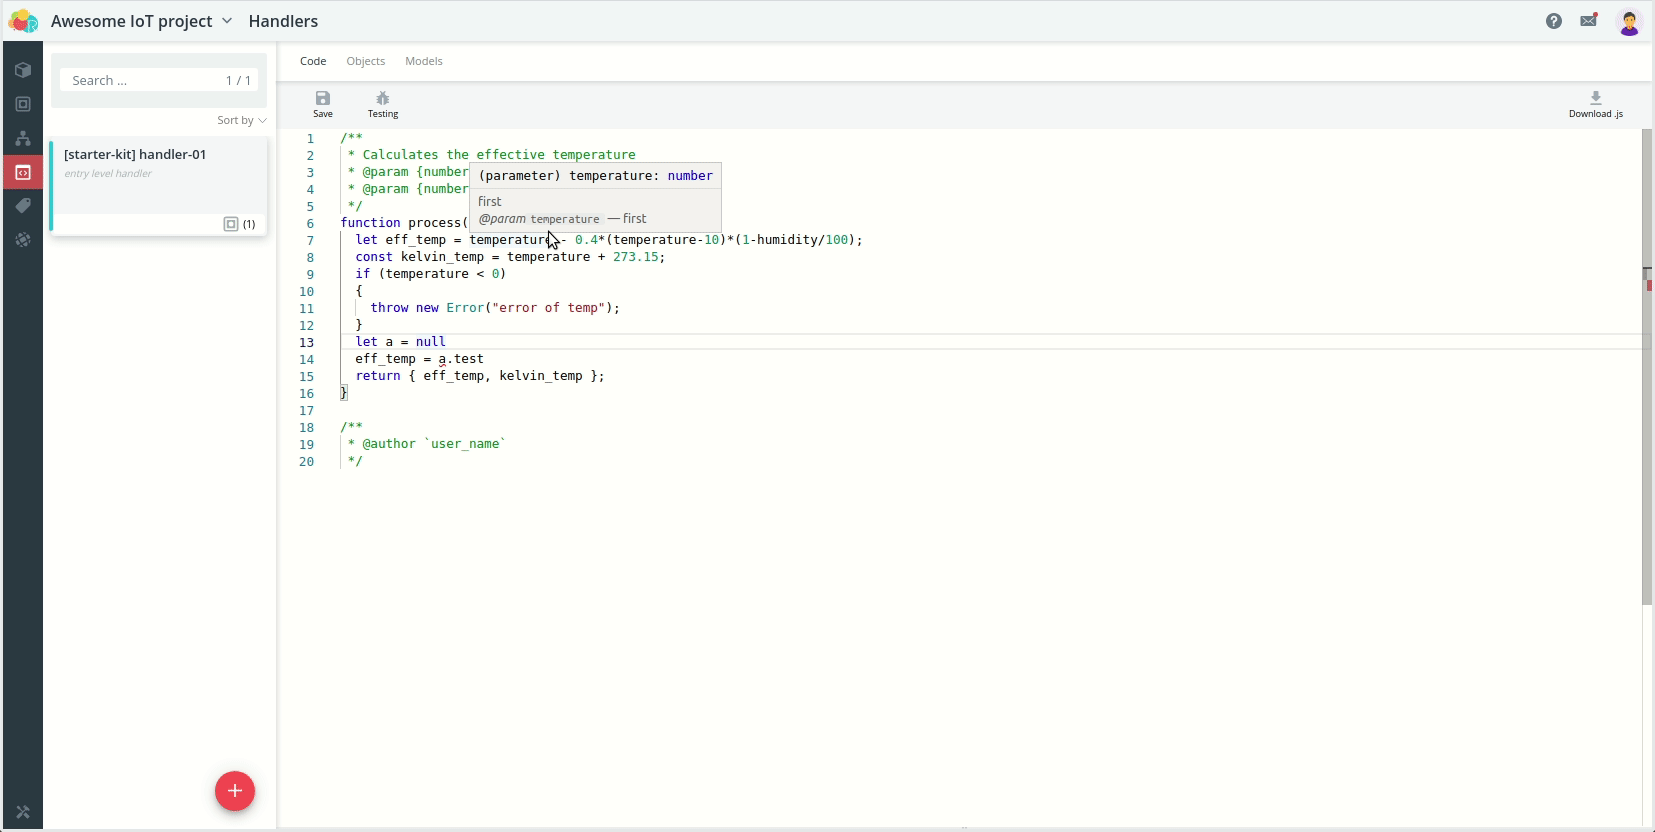 Awesome IoT project Handlers
Search ... 1 / 1
Sort by
[starter-kit] handler-01
entry level handler
(1)
Code Objects Models
Save Testing Download .js
1 /**
2 * Calculates the effective temperature
3 * @param {number
4 * @param {number
5 */
6 function process(
(parameter) temperature: number
first
@param temperature — first
7 let eff_temp = temperature - 0.4*(temperature-10)*(1-humidity/100);
8 const kelvin_temp = temperature + 273.15;
9 if (temperature < 0)
10 {
11 throw new Error("error of temp");
12 }
13 let a = null
14 eff_temp = a.test
15 return { eff_temp, kelvin_temp };
16 }
17
18 /**
19 * @author `user_name`
20 */